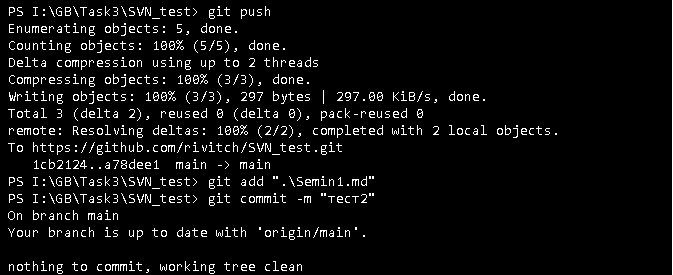 PS I:\GB\Task3\SVN_test> git push
Enumerating objects: 5, done.
Counting objects: 100% (5/5), done.
Delta compression using up to 2 threads
Compressing objects: 100% (3/3), done.
Writing objects: 100% (3/3), 297 bytes | 297.00 KiB/s, done.
Total 3 (delta 2), reused 0 (delta 0), pack-reused 0
remote: Resolving deltas: 100% (2/2), completed with 2 local objects.
To https://github.com/rivitch/SVN_test.git
   1cb2124..a78dee1  main -> main
PS I:\GB\Task3\SVN_test> git add ".\Semin1.md"
PS I:\GB\Task3\SVN_test> git commit -m "тест2"
On branch main
Your branch is up to date with 'origin/main'.

nothing to commit, working tree clean